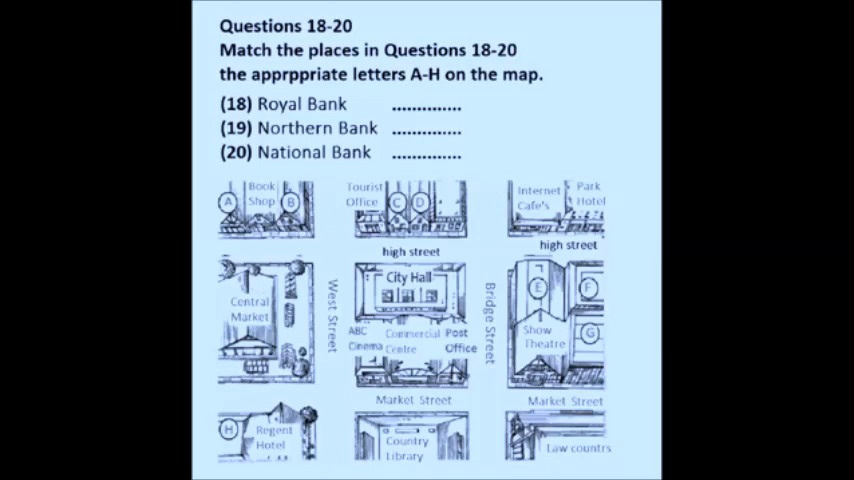 Questions 18-20
Match the places in Questions 18-20
the apprppriate letters A-H on the map.
(18) Royal Bank ..............
(19) Northern Bank ..............
(20) National Bank ..............
Book
Shop
A
B
Tourist
Office
C
D
Internet
Cafe's
Park
Hotel
high street
high street
Central
Market
West Street
City Hall
ABC
Cinema
Commercial
Centre
Post
Office
Bridge Street
E
F
Show
Theatre
G
Market Street
Market Street
H
Regent
Hotel
Country
Library
Law countrs